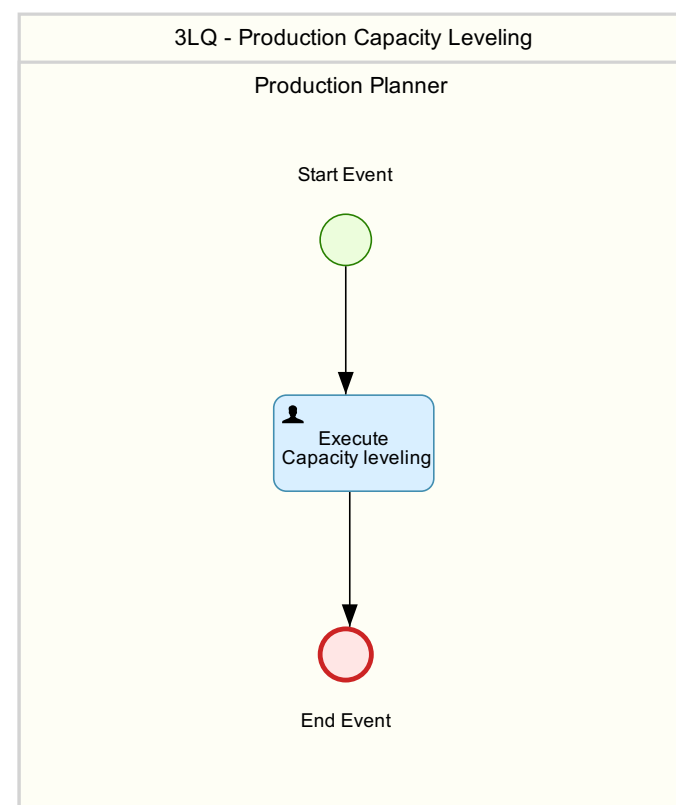 3LQ - Production Capacity Leveling
Production Planner
Start Event
Execute
Capacity leveling
End Event